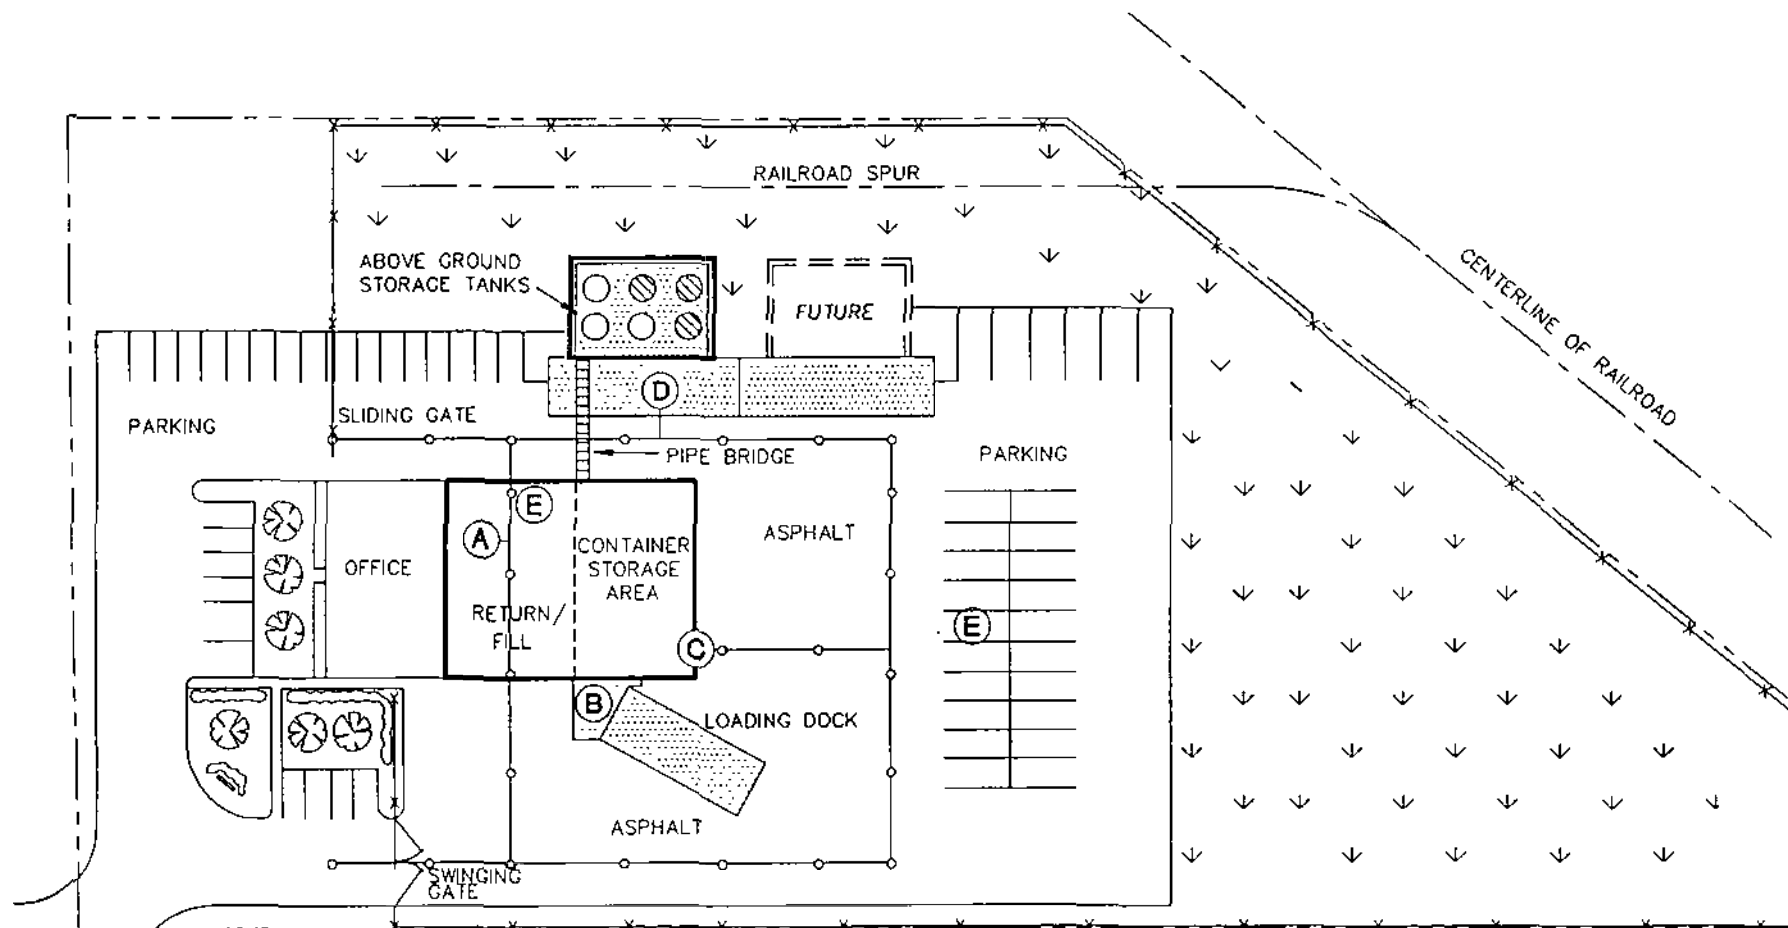 RAILROAD SPUR
ABOVE GROUND
STORAGE TANKS
FUTURE
CENTERLINE OF RAILROAD
D
SLIDING GATE
PARKING
PIPE BRIDGE
PARKING
E
A
ASPHALT
CONTAINER
STORAGE
AREA
OFFICE
RETURN/
FILL
E
C
B
LOADING DOCK
ASPHALT
SWINGING
GATE